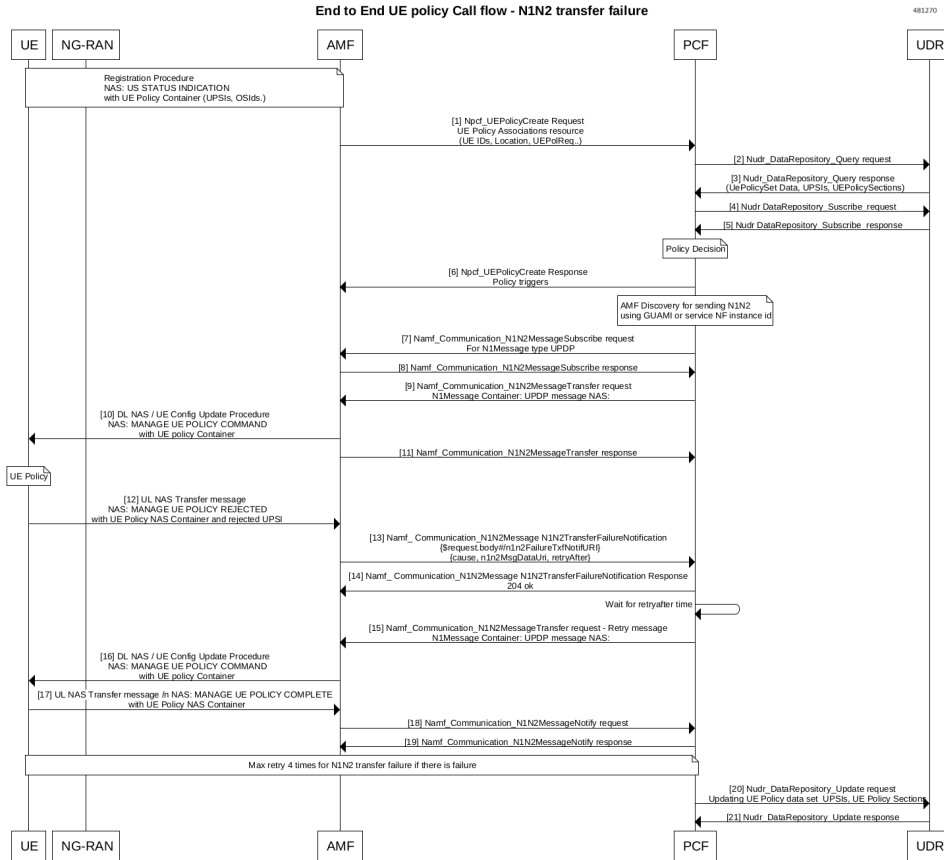 End to End UE policy Call flow - N1N2 transfer failure
481270
UE
NG-RAN
AMF
PCF
UDR
Registration Procedure
NAS: US STATUS INDICATION
with UE Policy Container (UPSIs, OSIds.)
[1] Npcf_UEPolicyCreate Request
UE Policy Associations resource
(UE IDs, Location, UEPolReq..)
[2] Nudr_DataRepository_Query request
[3] Nudr_DataRepository_Query response
(UePolicySet Data, UPSIs, UEPolicySections)
[4] Nudr DataRepository_Suscribe_request
[5] Nudr DataRepository_Subscribe_response
Policy Decision
[6] Npcf_UEPolicyCreate Response
Policy triggers
AMF Discovery for sending N1N2
using GUAMI or service NF instance id
[7] Namf_Communication_N1N2MessageSubscribe request
For N1Message type UPDP
[8] Namf_Communication_N1N2MessageSubscribe response
[9] Namf_Communication_N1N2MessageTransfer request
N1Message Container: UPDP message NAS:
[10] DL NAS / UE Config Update Procedure
NAS: MANAGE UE POLICY COMMAND
with UE policy Container
[11] Namf_Communication_N1N2MessageTransfer response
UE Policy
[12] UL NAS Transfer message
NAS: MANAGE UE POLICY REJECTED
with UE Policy NAS Container and rejected UPSI
[13] Namf_ Communication_N1N2Message N1N2TransferFailureNotification
{$request.body#/n1n2FailureTxfNotifURI}
{cause, n1n2MsgDataUri, retryAfter}
[14] Namf_ Communication_N1N2Message N1N2TransferFailureNotification Response
204 ok
Wait for retryafter time
[15] Namf_Communication_N1N2MessageTransfer request - Retry message
N1Message Container: UPDP message NAS:
[16] DL NAS / UE Config Update Procedure
NAS: MANAGE UE POLICY COMMAND
with UE policy Container
[17] UL NAS Transfer message /n NAS: MANAGE UE POLICY COMPLETE
with UE Policy NAS Container
[18] Namf_Communication_N1N2MessageNotify request
[19] Namf_Communication_N1N2MessageNotify response
Max retry 4 times for N1N2 transfer failure if there is failure
[20] Nudr_DataRepository_Update request
Updating UE Policy data set UPSIs, UE Policy Sections
[21] Nudr_DataRepository_Update response
UE
NG-RAN
AMF
PCF
UDR